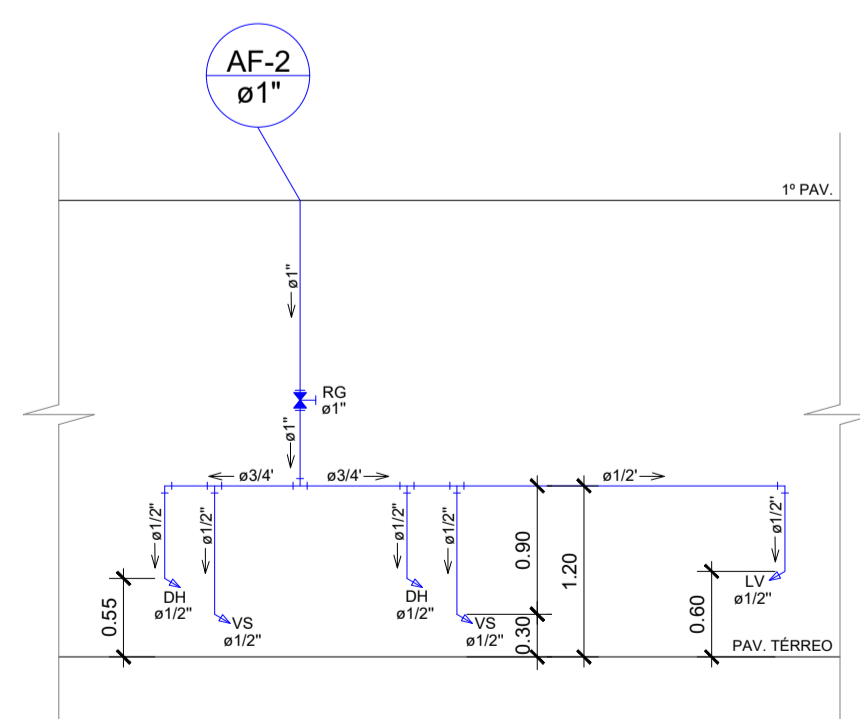 AF-2
ø1"
1º PAV.
ø1"
RG
ø1"
ø1"
ø3/4'
ø3/4'
ø1/2'
ø1/2"
ø1/2"
ø1/2"
ø1/2"
ø1/2"
0.90
1.20
0.55
DH
ø1/2"
VS
ø1/2"
DH
ø1/2"
VS
ø1/2"
0.30
0.60
LV
ø1/2"
PAV. TÉRREO